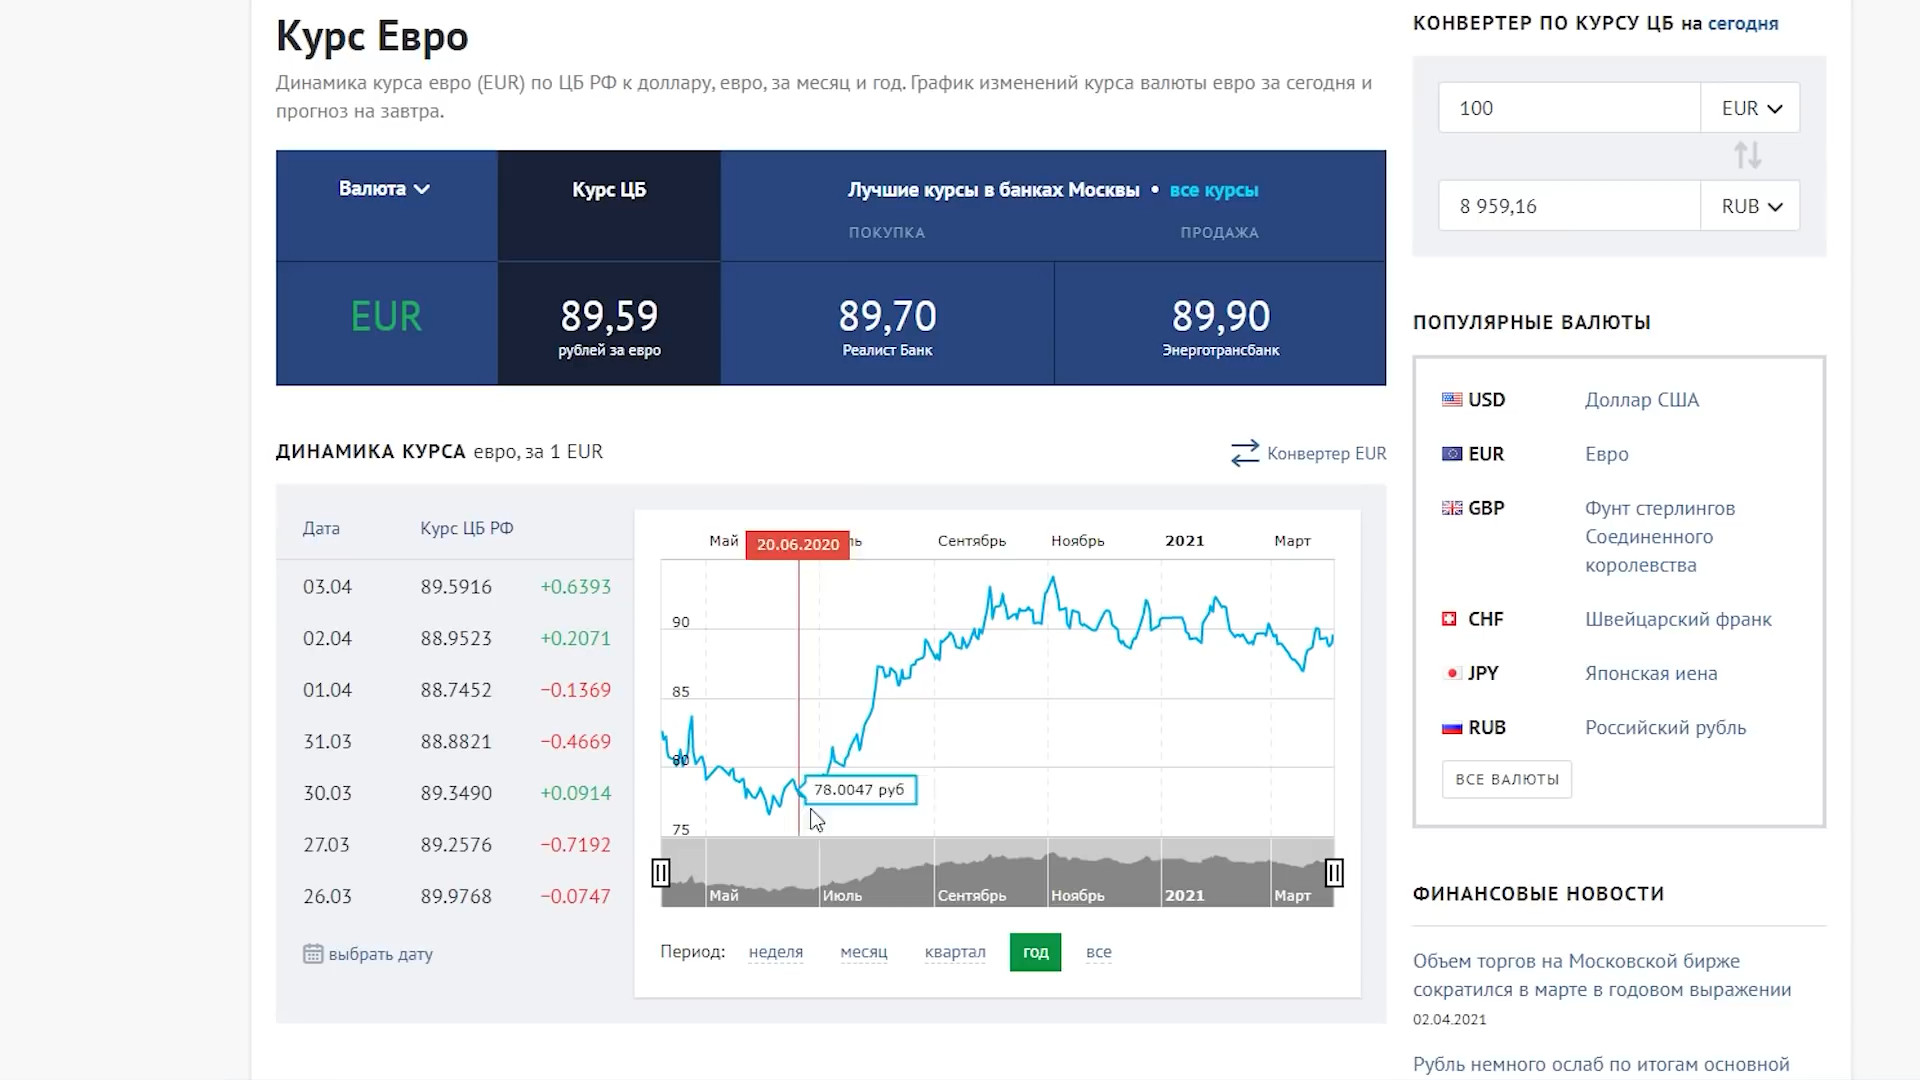 Курс Евро
Динамика курса евро (EUR) по ЦБ РФ к доллару, евро, за месяц и год. График изменений курса валюты евро за сегодня и
прогноз на завтра.
Валюта
Курс ЦБ
Лучшие курсы в банках Москвы • все курсы
ПОКУПКА
ПРОДАЖА
EUR
89,59
рублей за евро
89,70
Реалист Банк
89,90
Энерготрансбанк
ДИНАМИКА КУРСА евро, за 1 EUR
Конвертер EUR
Дата Курс ЦБ РФ
03.04 89.5916 +0.6393
02.04 88.9523 +0.2071
01.04 88.7452 −0.1369
31.03 88.8821 −0.4669
30.03 89.3490 +0.0914
27.03 89.2576 −0.7192
26.03 89.9768 −0.0747
выбрать дату
Май 20.06.2020 ль Сентябрь Ноябрь 2021 Март
90
85
80
78.0047 руб
75
Май Июль Сентябрь Ноябрь 2021 Март
Период: неделя месяц квартал год все
КОНВЕРТЕР ПО КУРСУ ЦБ на сегодня
100 EUR
8 959,16 RUB
ПОПУЛЯРНЫЕ ВАЛЮТЫ
USD Доллар США
EUR Евро
GBP Фунт стерлингов
Соединенного
королевства
CHF Швейцарский франк
JPY Японская иена
RUB Российский рубль
ВСЕ ВАЛЮТЫ
ФИНАНСОВЫЕ НОВОСТИ
Объем торгов на Московской бирже
сократился в марте в годовом выражении
02.04.2021
Рубль немного ослаб по итогам основной